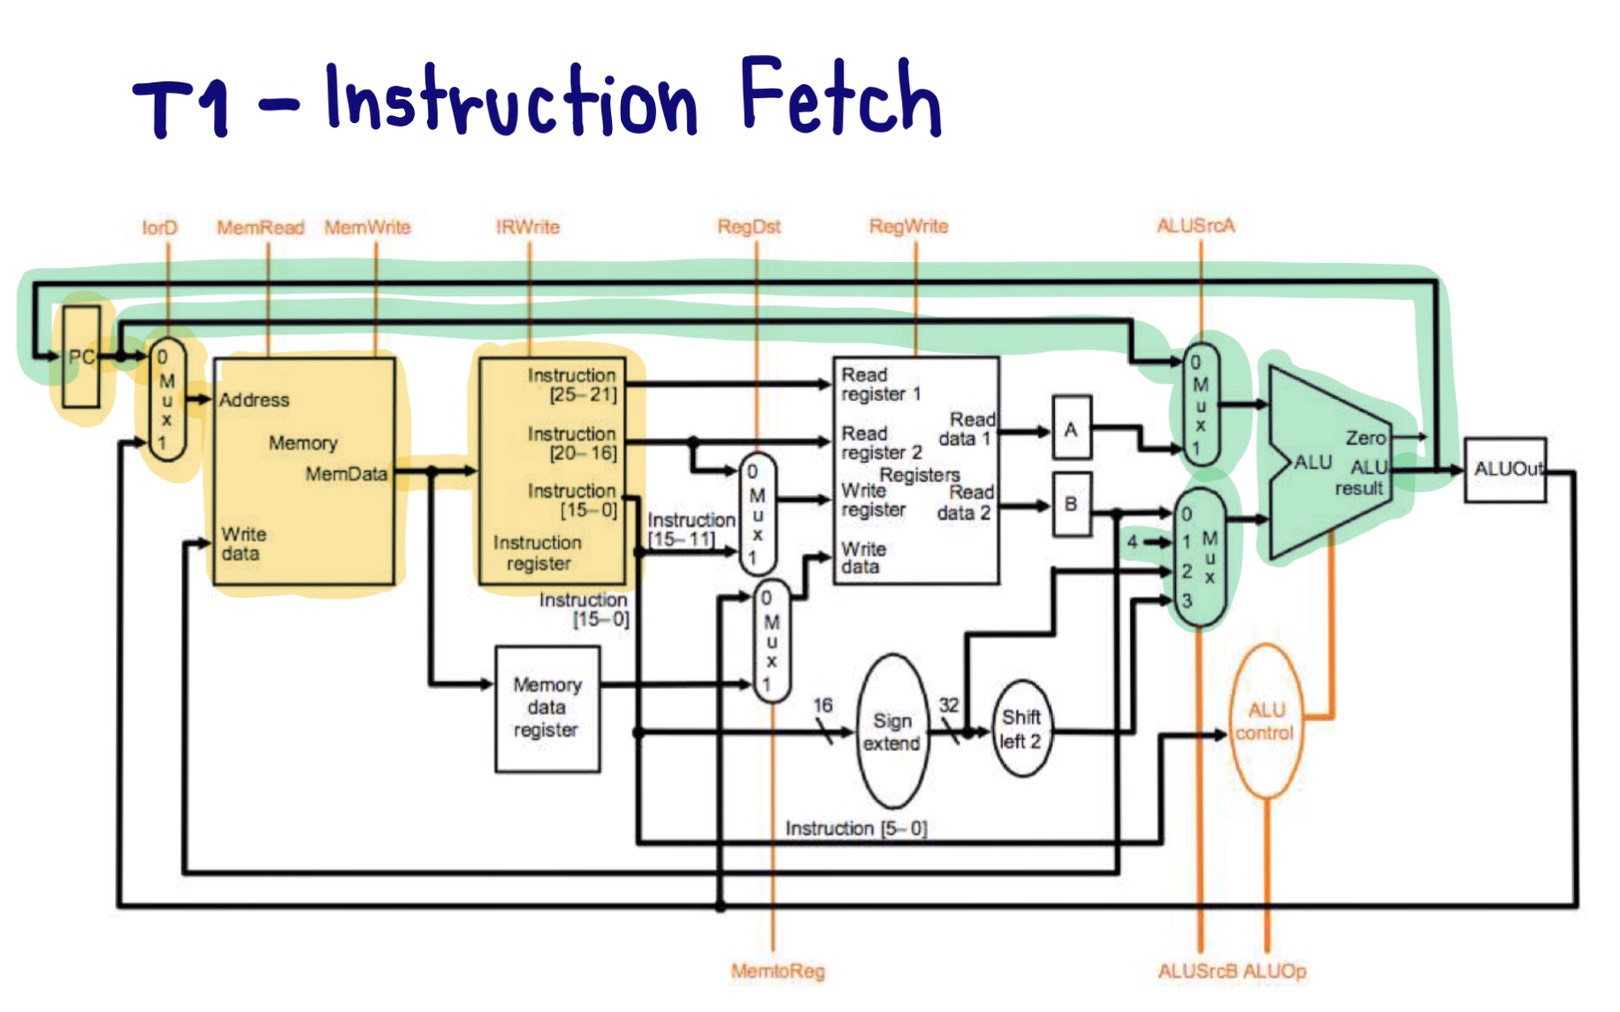 T1 - Instruction Fetch
IorD
MemRead
MemWrite
IRWrite
RegDst
RegWrite
ALUSrcA
PC
0
M
u
x
1
Address
Memory
MemData
Write
data
Instruction
[25–21]
Instruction
[20–16]
Instruction
[15–0]
Instruction
register
Instruction
[15–11]
Instruction
[15–0]
Memory
data
register
0
M
u
x
1
0
M
u
x
1
Read
register 1
Read
register 2
Registers
Write
register
Write
data
Read
data 1
Read
data 2
A
B
4
0
M
u
x
1
0
1
2
3
M
u
x
Zero
ALU
ALU
result
ALUOut
16
Sign
extend
32
Shift
left 2
ALU
control
Instruction [5–0]
MemtoReg
ALUSrcB
ALUOp